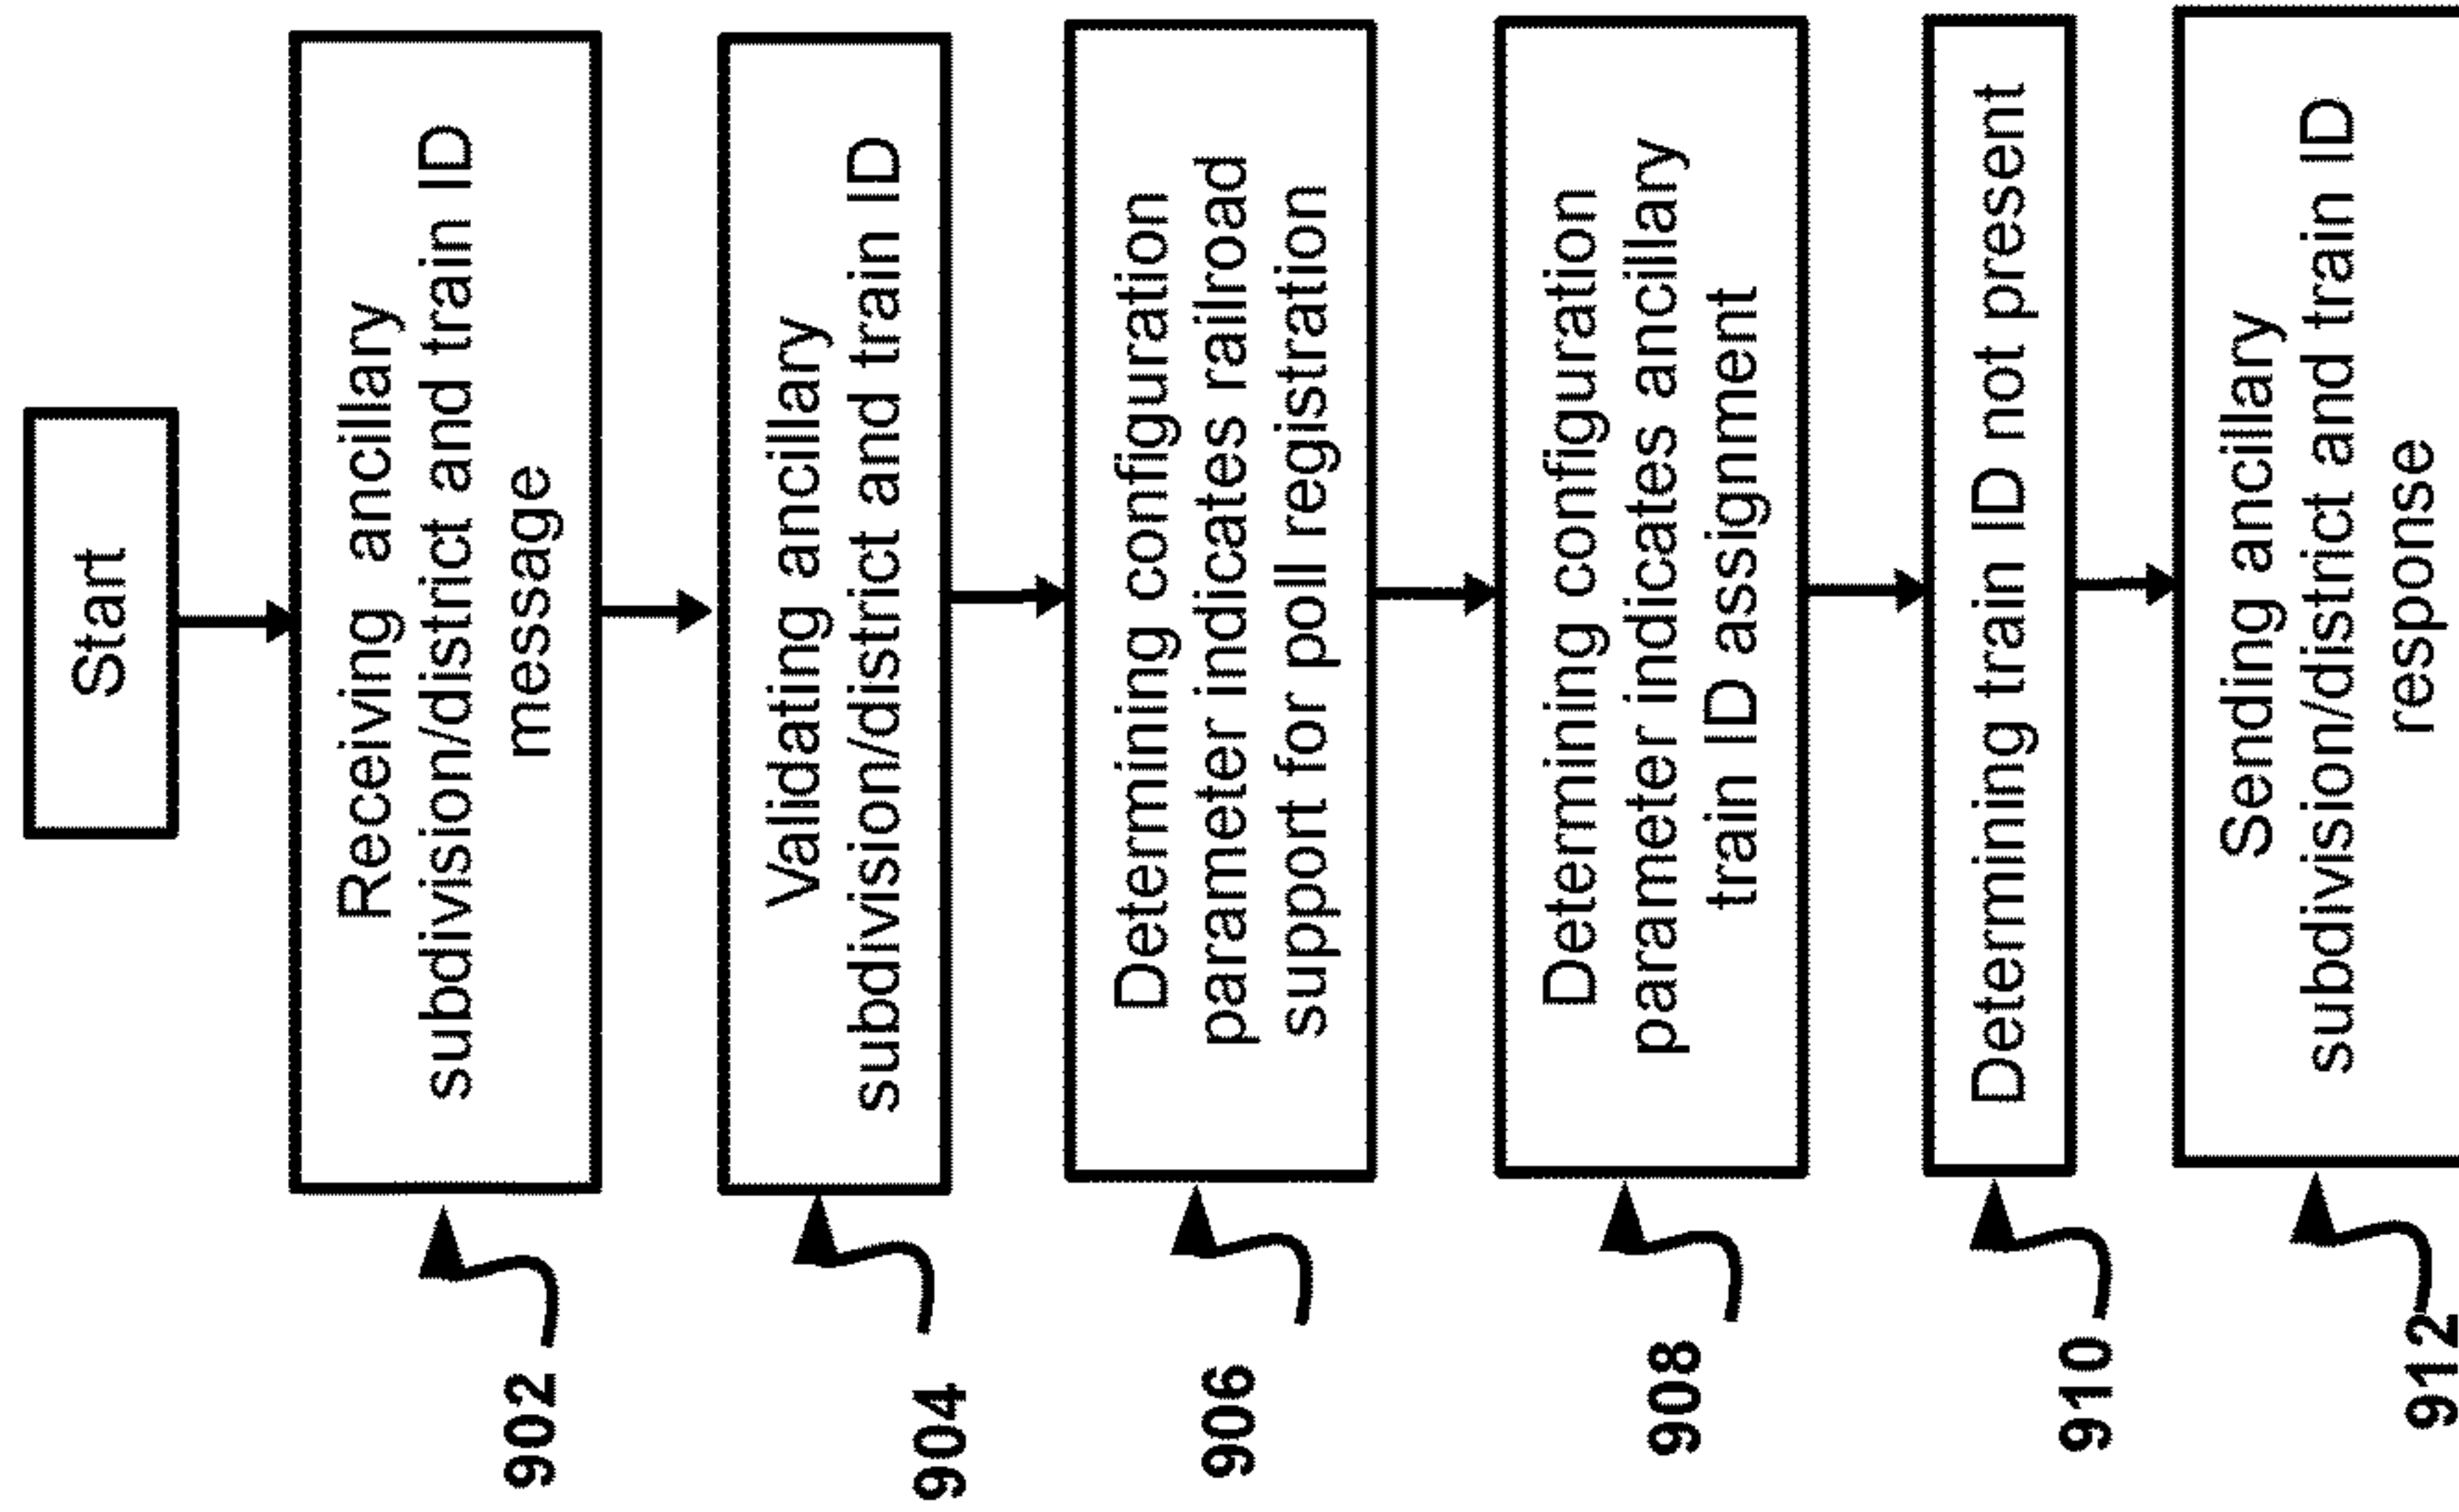 Start
Receiving ancillary
subdivision/district and train ID
message
902
Validating ancillary
subdivision/district and train ID
904
Determining configuration
parameter indicates railroad
support for poll registration
906
Determining configuration
parameter indicates ancillary
train ID assignment
908
Determining train ID not present
910
Sending ancillary
subdivision/district and train ID
response
912